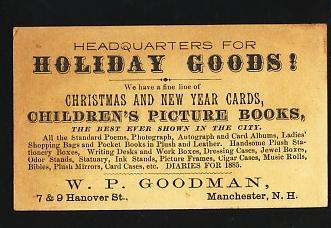 HEADQUARTERS FOR
HOLIDAY GOODS!
We have a fine line of
CHRISTMAS AND NEW YEAR CARDS,
CHILDREN'S PICTURE BOOKS,
THE BEST EVER SHOWN IN THE CITY.
All the Standard Poems, Photograph, Autograph and Card Albums, Ladies'
Shopping Bags and Pocket Books in Plush and Leather. Handsome Plush Sta-
tionery Boxes, Writing Desks and Work Boxes, Dressing Cases, Jewel Boxes,
Odor Stands, Statuary, Ink Stands, Picture Frames, Cigar Cases, Music Rolls,
Bibles, Plush Mirrors, Card Cases, etc. DIARIES FOR 1885.
W. P. GOODMAN,
7 & 9 Hanover St., Manchester, N. H.